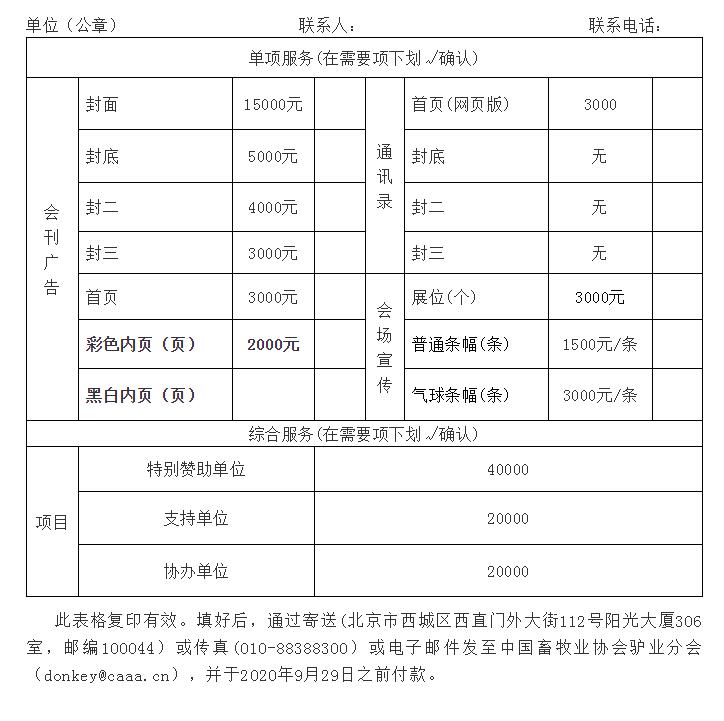 单位（公章） 联系人： 联系电话：
单项服务(在需要项下划√确认)
会刊广告 封面 15000元 通讯录 首页(网页版) 3000
封底 5000元 封底 无
封二 4000元 封二 无
封三 3000元 封三 无
首页 3000元 会场宣传 展位(个) 3000元
彩色内页（页） 2000元 普通条幅(条) 1500元/条
黑白内页（页） 气球条幅(条) 3000元/条
综合服务(在需要项下划√确认)
项目 特别赞助单位 40000
支持单位 20000
协办单位 20000
此表格复印有效。填好后，通过寄送(北京市西城区西直门外大街112号阳光大厦306
室，邮编100044）或传真(010-88388300）或电子邮件发至中国畜牧业协会驴业分会
（donkey@caaa.cn），并于2020年9月29日之前付款。